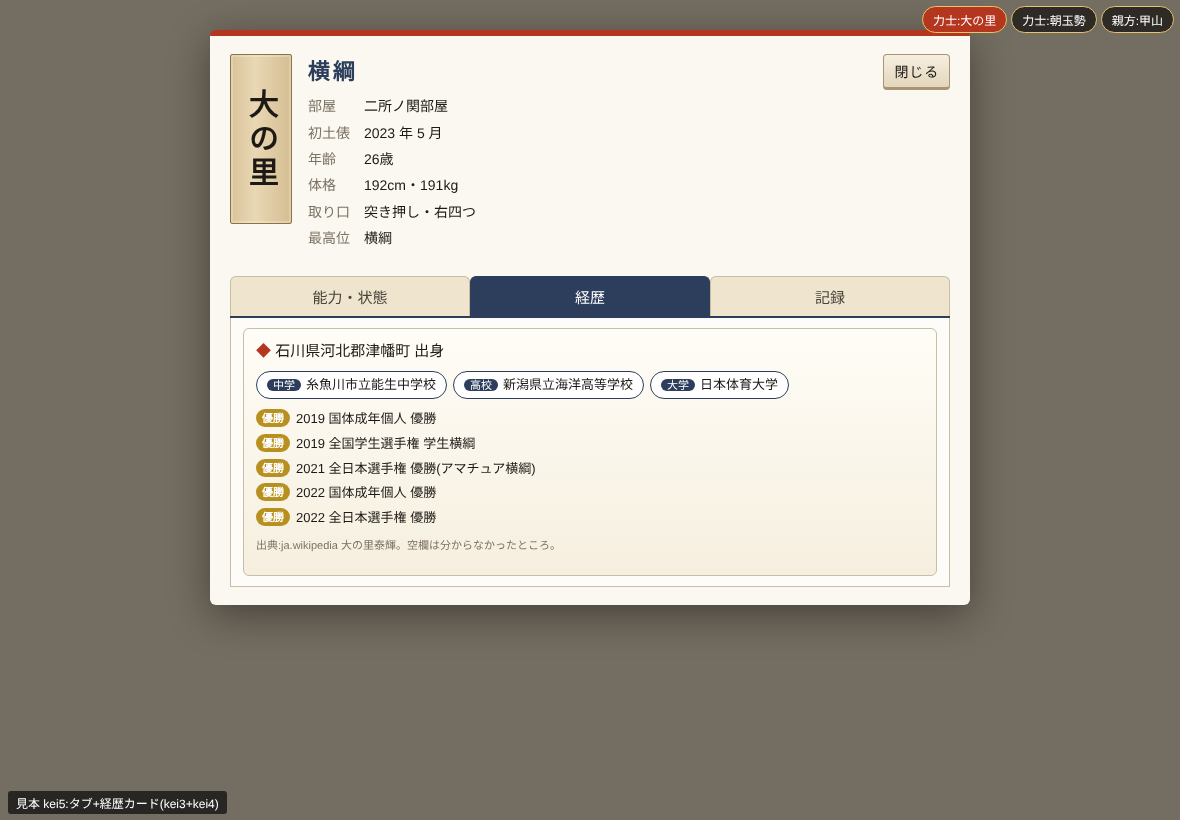 力士:大の里
力士:朝玉勢
親方:甲山
大の里
横綱
閉じる
部屋 二所ノ関部屋
初土俵 2023 年 5 月
年齢 26歳
体格 192cm・191kg
取り口 突き押し・右四つ
最高位 横綱
能力・状態
経歴
記録
◆ 石川県河北郡津幡町 出身
中学 糸魚川市立能生中学校
高校 新潟県立海洋高等学校
大学 日本体育大学
優勝 2019 国体成年個人 優勝
優勝 2019 全国学生選手権 学生横綱
優勝 2021 全日本選手権 優勝(アマチュア横綱)
優勝 2022 国体成年個人 優勝
優勝 2022 全日本選手権 優勝
出典:ja.wikipedia 大の里泰輝。空欄は分からなかったところ。
見本 kei5:タブ+経歴カード(kei3+kei4)